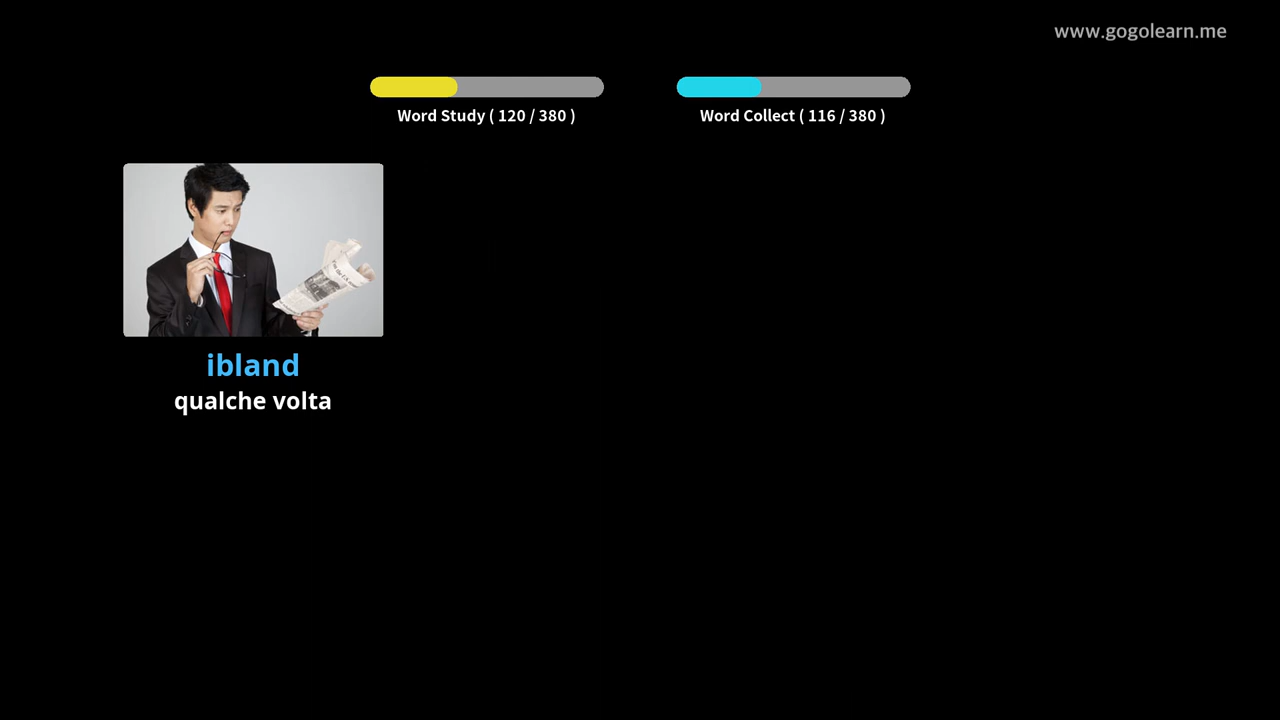 www.gogolearn.me
Word Study ( 120 / 380 )
Word Collect ( 116 / 380 )
ibland
qualche volta